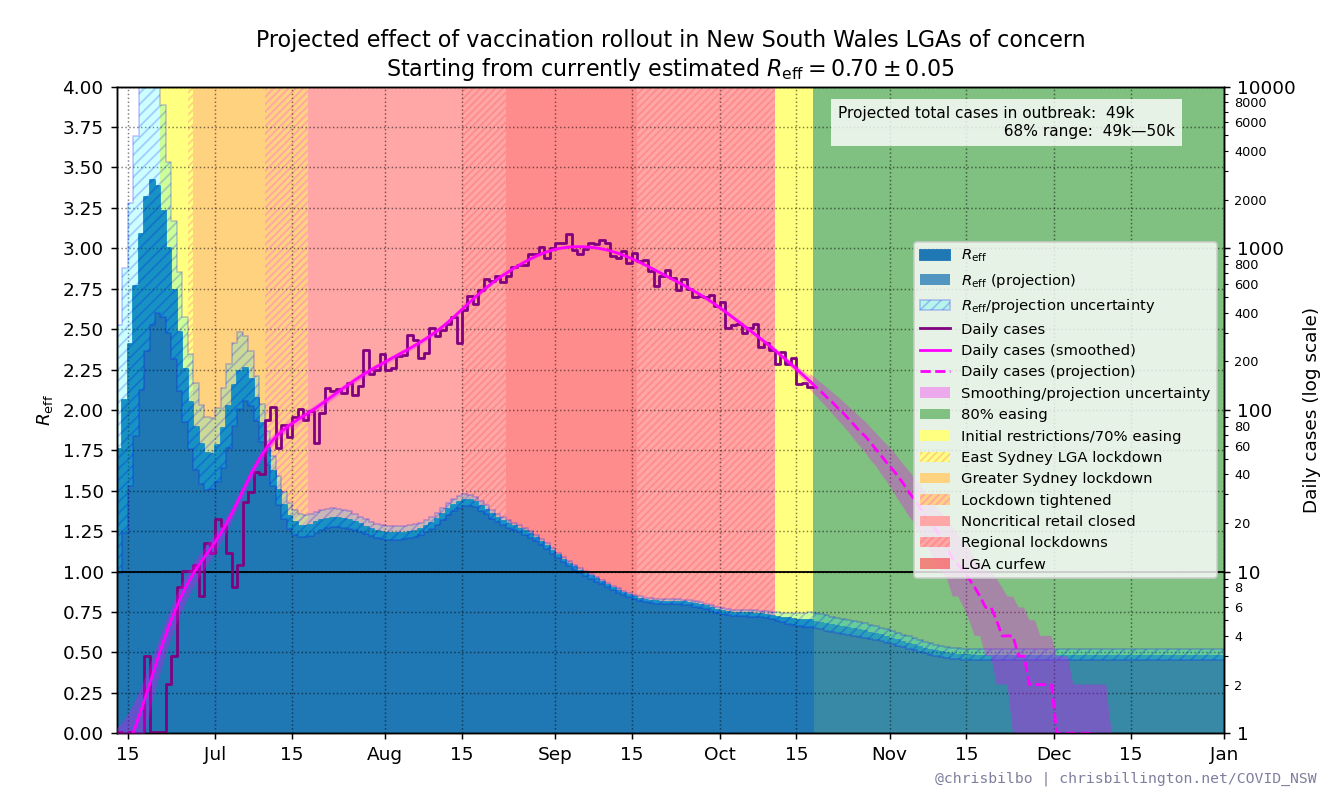 Projected effect of vaccination rollout in New South Wales LGAs of concern
Starting from currently estimated Reff = 0.70 ± 0.05
Projected total cases in outbreak: 49k
68% range: 49k—50k
Reff
4.00
3.75
3.50
3.25
3.00
2.75
2.50
2.25
2.00
1.75
1.50
1.25
1.00
0.75
0.50
0.25
0.00
Reff
Reff (projection)
Reff/projection uncertainty
Daily cases
Daily cases (smoothed)
Daily cases (projection)
Smoothing/projection uncertainty
80% easing
Initial restrictions/70% easing
East Sydney LGA lockdown
Greater Sydney lockdown
Lockdown tightened
Noncritical retail closed
Regional lockdowns
LGA curfew
10000
8000
6000
4000
2000
1000
800
600
400
200
100
80
60
40
20
10
8
6
4
2
1
Daily cases (log scale)
15 Jul 15 Aug 15 Sep 15 Oct 15 Nov 15 Dec 15 Jan
@chrisbilbo | chrisbillington.net/COVID_NSW